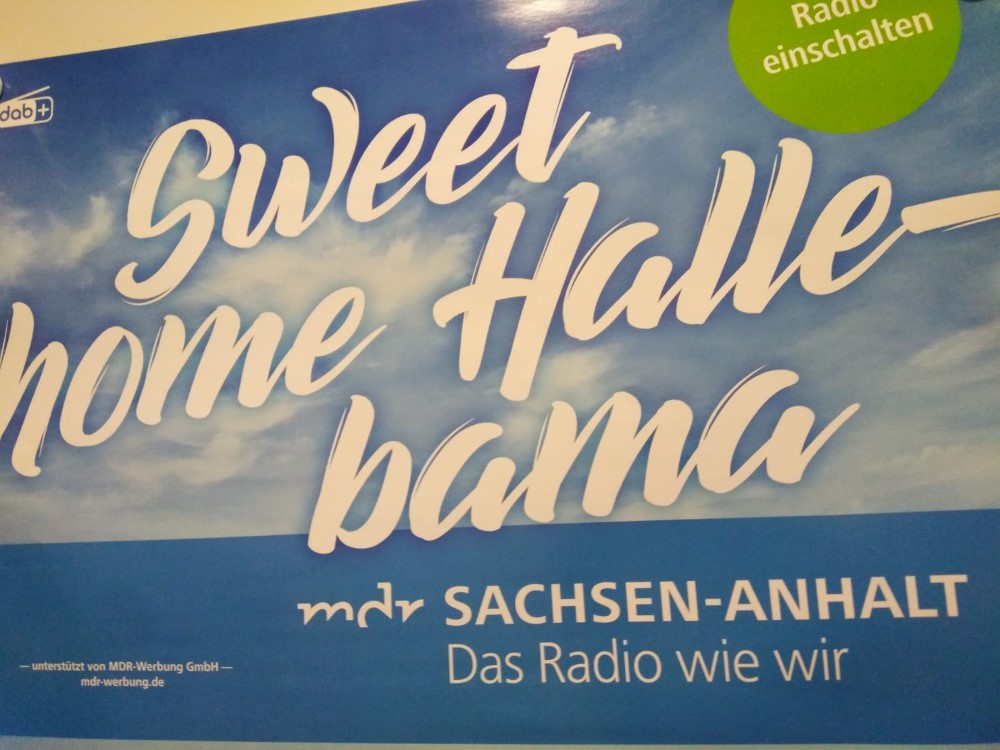 Radio
einschalten
dab+
Sweet
home Halle-
bama
mdr SACHSEN-ANHALT
Das Radio wie wir
— unterstützt von MDR-Werbung GmbH —
mdr-werbung.de